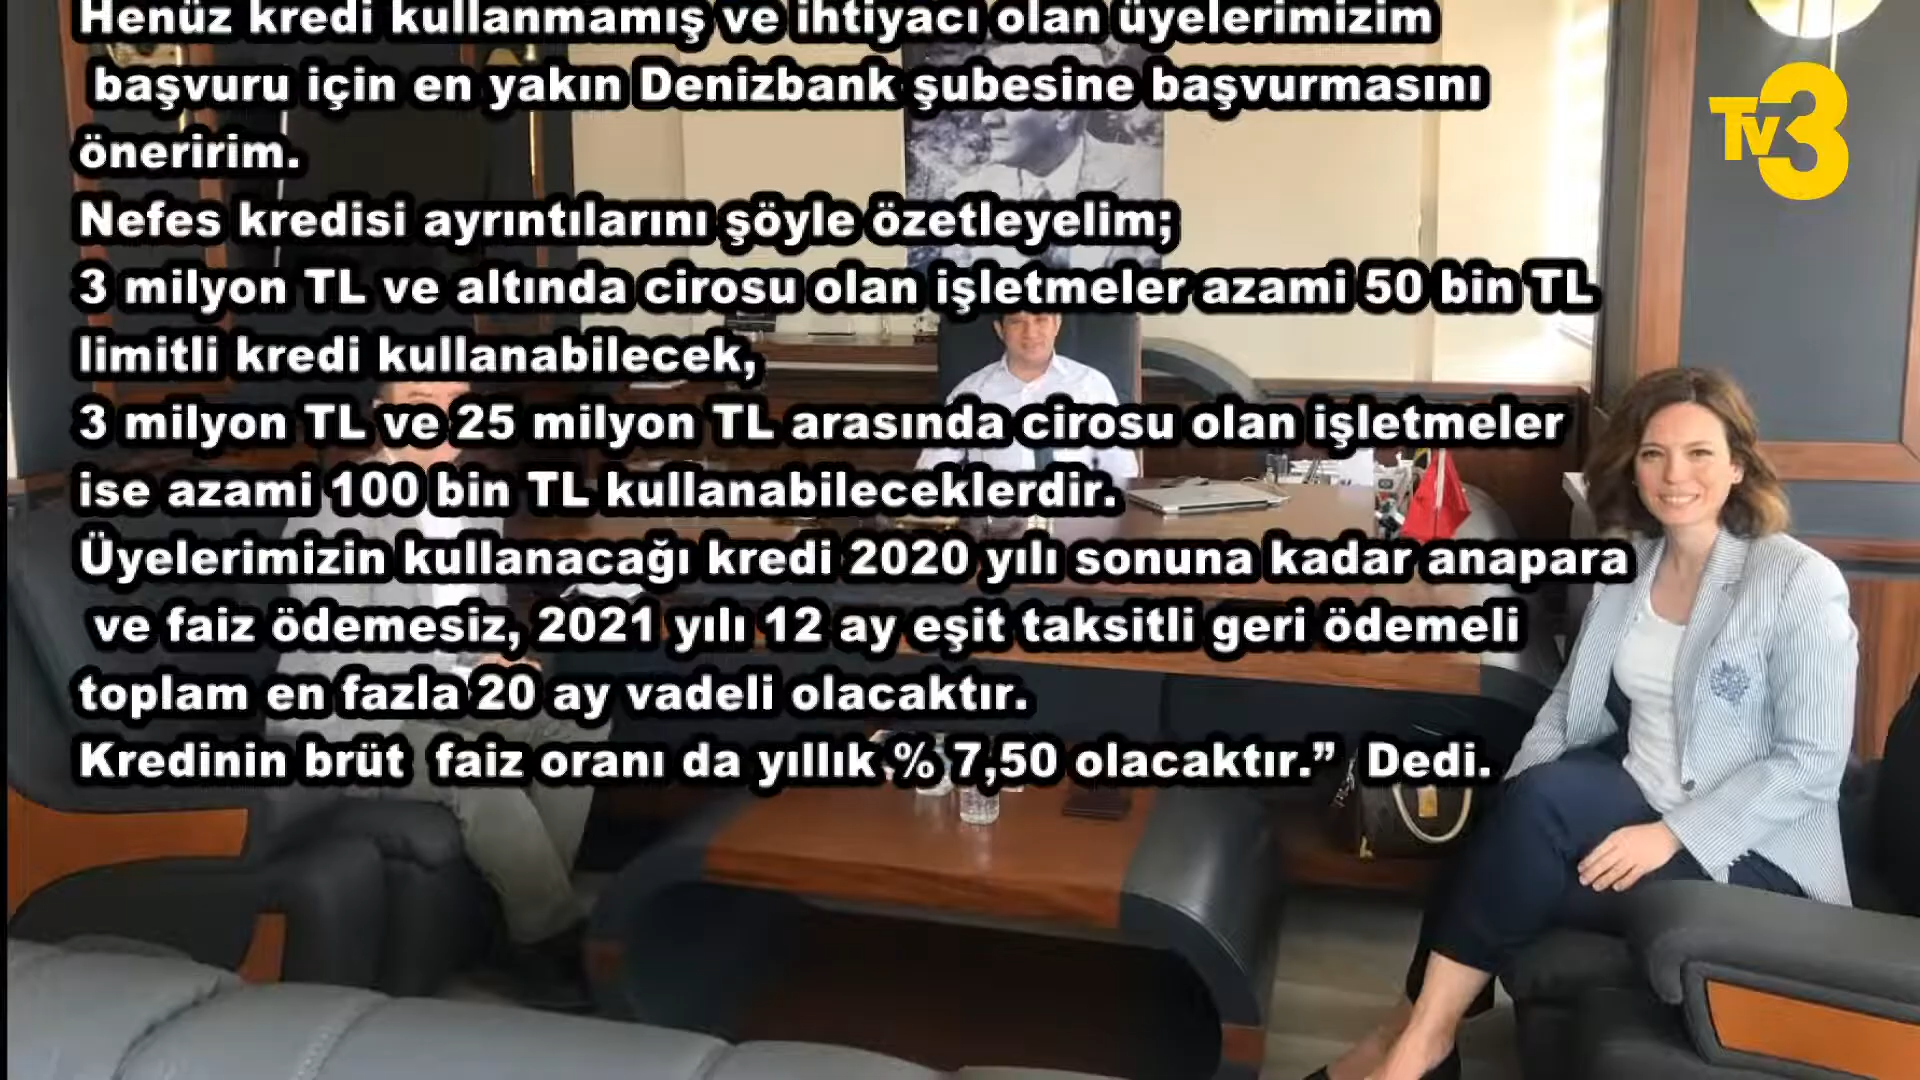 Henüz kredi kullanmamış ve ihtiyacı olan üyelerimizim
başvuru için en yakın Denizbank şubesine başvurmasını
öneririm.
Nefes kredisi ayrıntılarını şöyle özetleyelim;
3 milyon TL ve altında cirosu olan işletmeler azami 50 bin TL
limitli kredi kullanabilecek,
3 milyon TL ve 25 milyon TL arasında cirosu olan işletmeler
ise azami 100 bin TL kullanabileceklerdir.
Üyelerimizin kullanacağı kredi 2020 yılı sonuna kadar anapara
ve faiz ödemesiz, 2021 yılı 12 ay eşit taksitli geri ödemeli
toplam en fazla 20 ay vadeli olacaktır.
Kredinin brüt  faiz oranı da yıllık % 7,50 olacaktır.”  Dedi.
Tv3